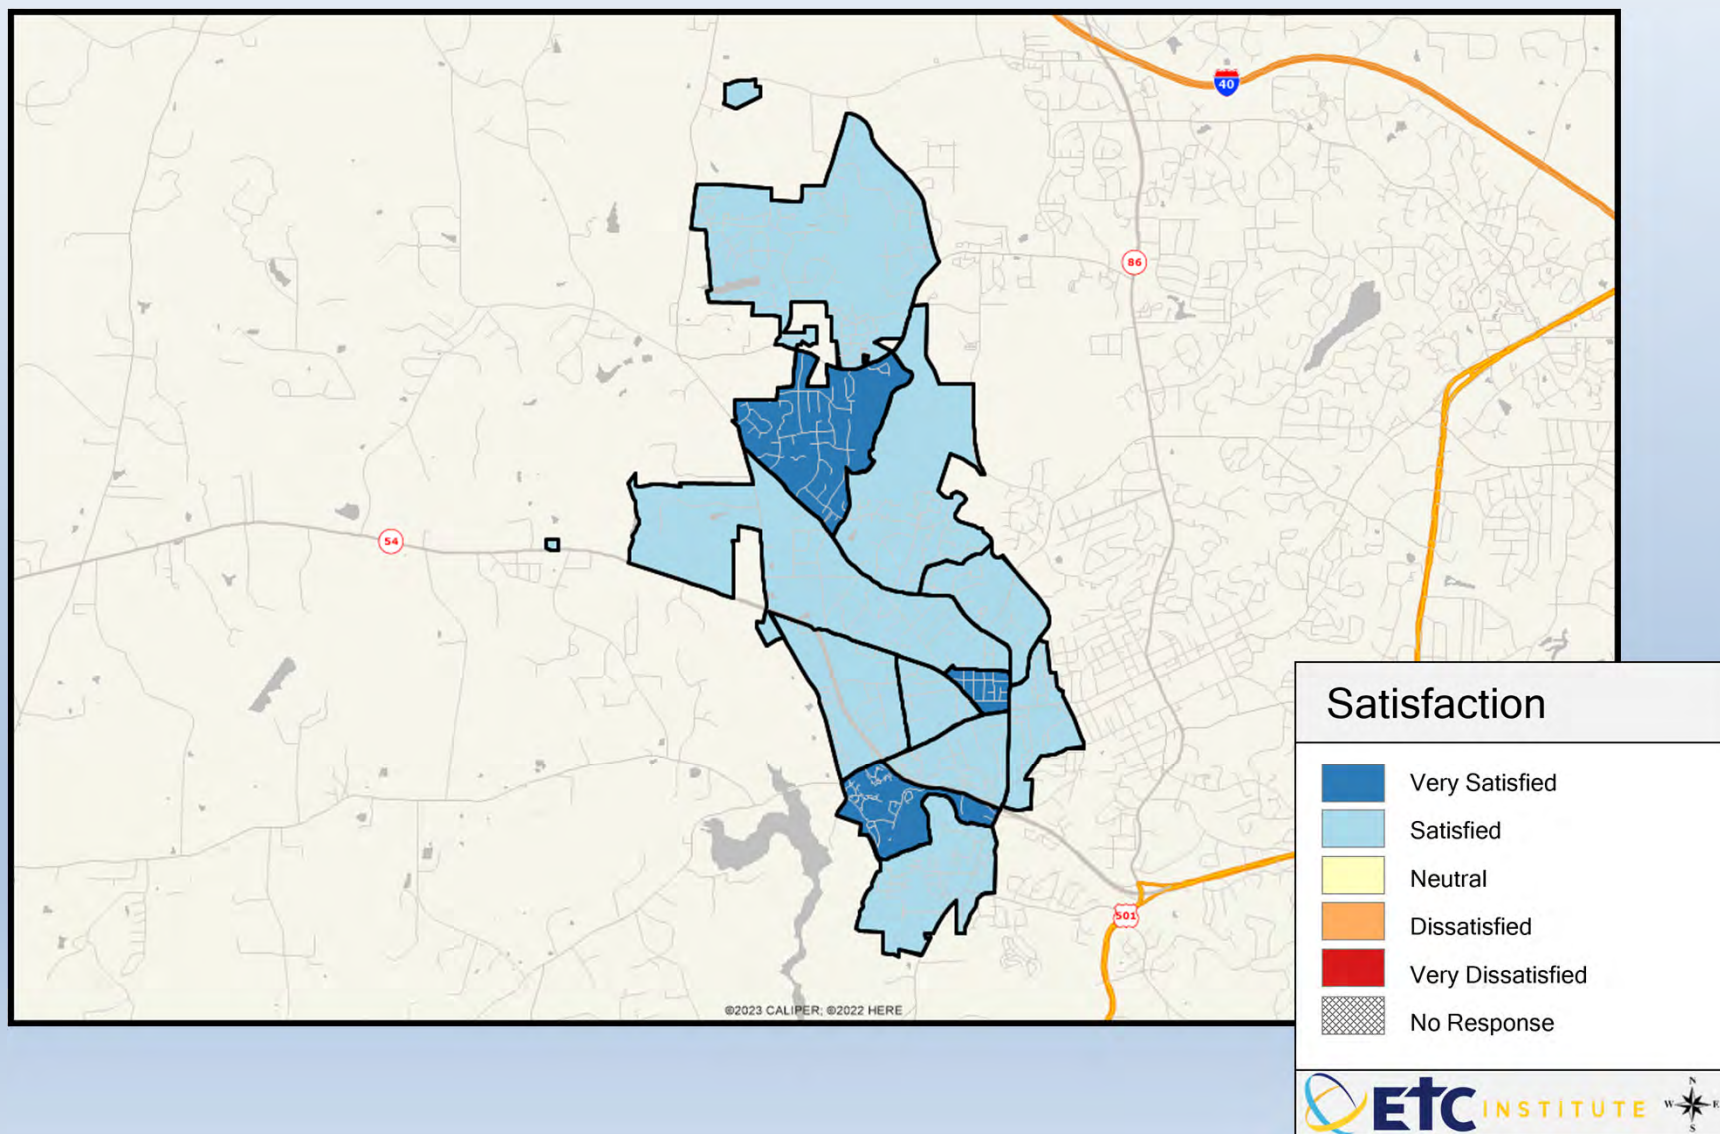 40
86
54
501
©2023 CALIPER; ©2022 HERE
Satisfaction
Very Satisfied
Satisfied
Neutral
Dissatisfied
Very Dissatisfied
No Response
ETC INSTITUTE
N
W E
S